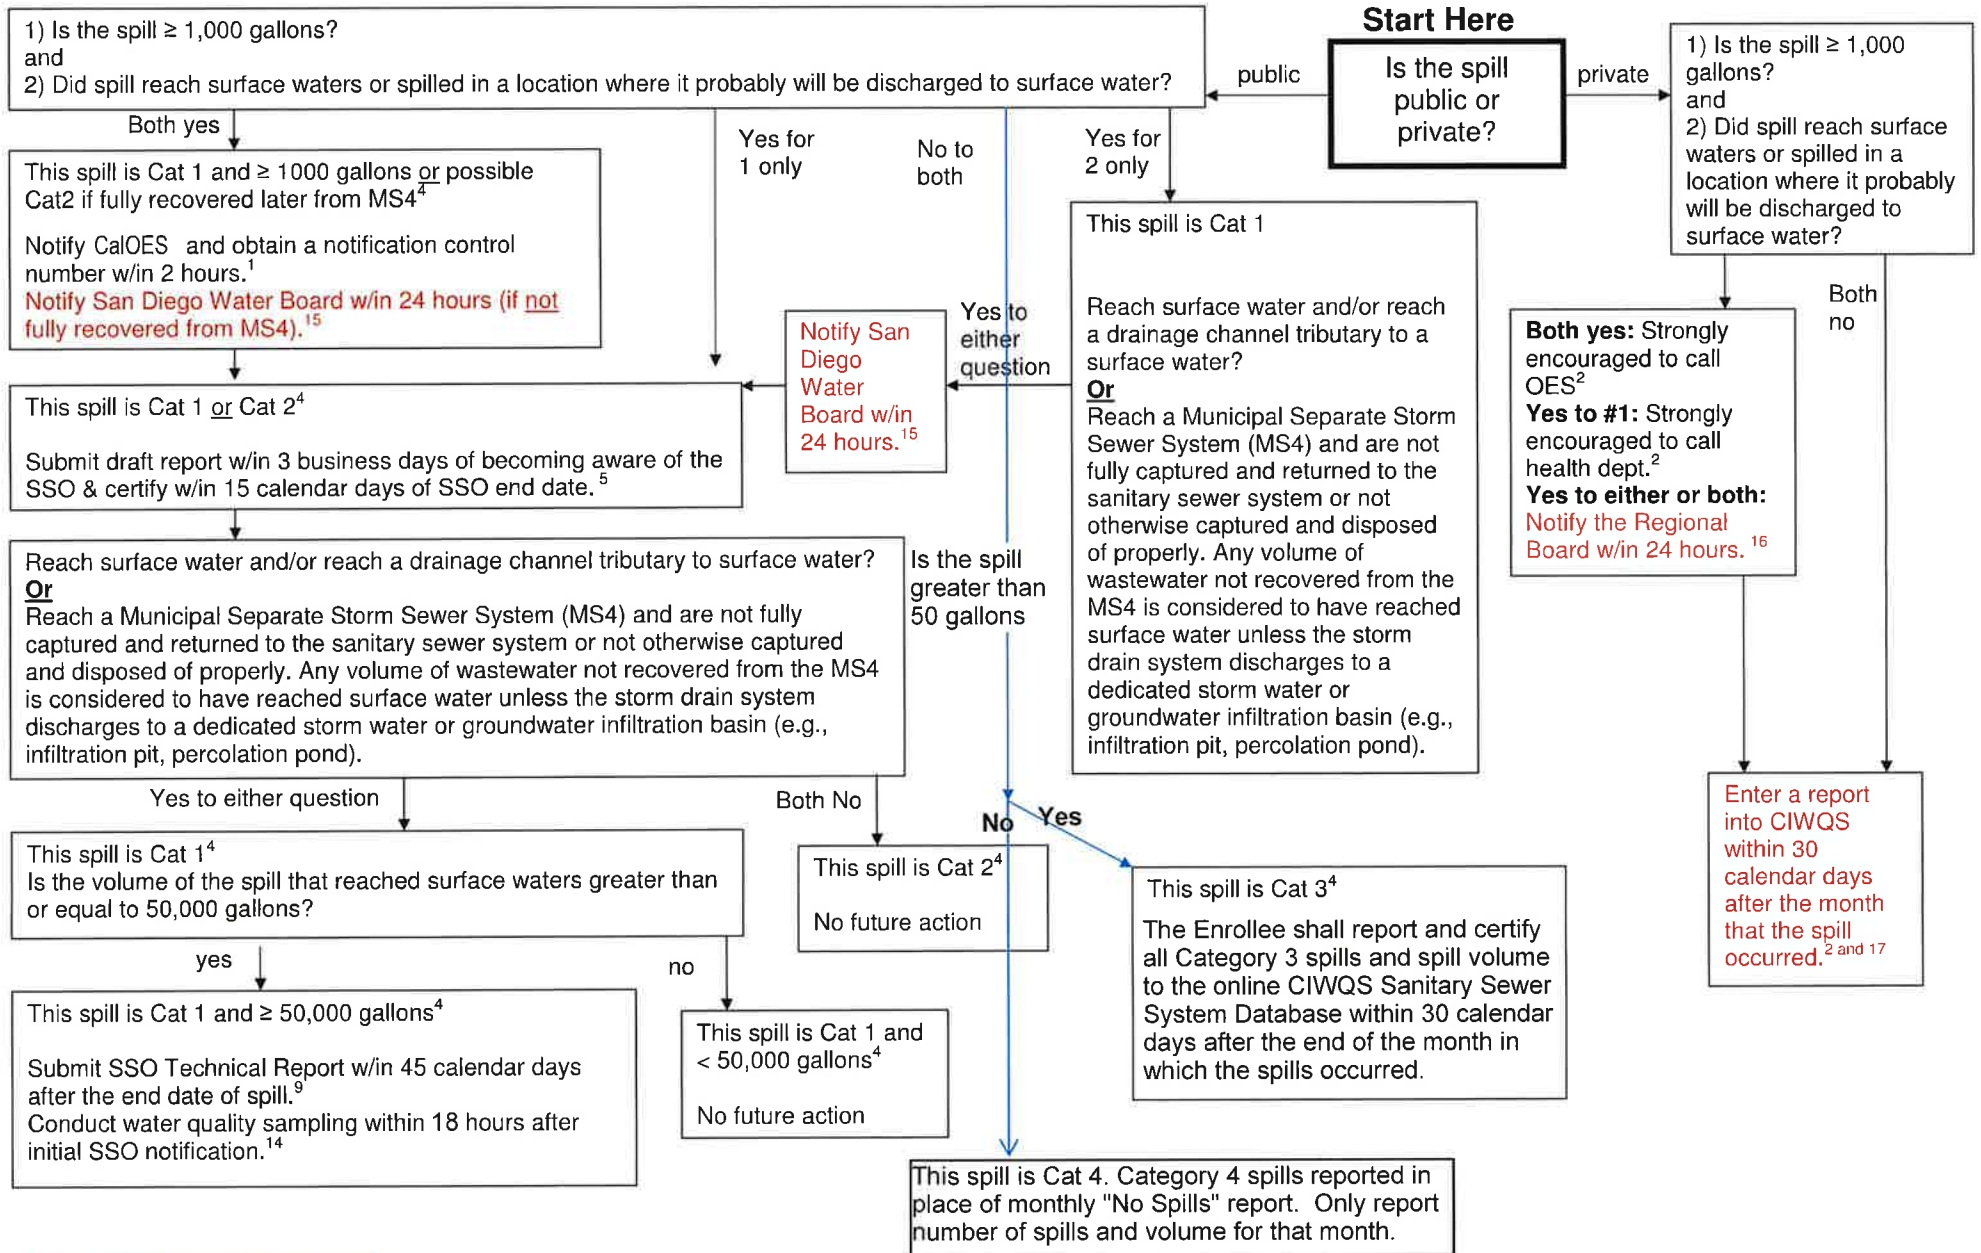 Start Here
Is the spill
public or
private?
public
private
1) Is the spill ≥ 1,000 gallons?
and
2) Did spill reach surface waters or spilled in a location where it probably will be discharged to surface water?
Both yes
Yes for
1 only
No to
both
Yes for
2 only
This spill is Cat 1 and ≥ 1000 gallons or possible
Cat2 if fully recovered later from MS4⁴
Notify CalOES and obtain a notification control
number w/in 2 hours.¹
Notify San Diego Water Board w/in 24 hours (if not
fully recovered from MS4).¹⁵
This spill is Cat 1
Reach surface water and/or reach
a drainage channel tributary to a
surface water?
Or
Reach a Municipal Separate Storm
Sewer System (MS4) and are not
fully captured and returned to the
sanitary sewer system or not
otherwise captured and disposed
of properly. Any volume of
wastewater not recovered from the
MS4 is considered to have reached
surface water unless the storm
drain system discharges to a
dedicated storm water or
groundwater infiltration basin (e.g.,
infiltration pit, percolation pond).
Yes to
either
question
Notify San
Diego
Water
Board w/in
24 hours.¹⁵
This spill is Cat 1 or Cat 2⁴
Submit draft report w/in 3 business days of becoming aware of the
SSO & certify w/in 15 calendar days of SSO end date. ⁵
Reach surface water and/or reach a drainage channel tributary to surface water?
Or
Reach a Municipal Separate Storm Sewer System (MS4) and are not fully
captured and returned to the sanitary sewer system or not otherwise captured
and disposed of properly. Any volume of wastewater not recovered from the MS4
is considered to have reached surface water unless the storm drain system
discharges to a dedicated storm water or groundwater infiltration basin (e.g.,
infiltration pit, percolation pond).
Is the spill
greater than
50 gallons
Yes to either question
Both No
This spill is Cat 1⁴
Is the volume of the spill that reached surface waters greater than
or equal to 50,000 gallons?
This spill is Cat 2⁴
No future action
No
Yes
This spill is Cat 3⁴
The Enrollee shall report and certify
all Category 3 spills and spill volume
to the online CIWQS Sanitary Sewer
System Database within 30 calendar
days after the end of the month in
which the spills occurred.
yes
no
This spill is Cat 1 and ≥ 50,000 gallons⁴
Submit SSO Technical Report w/in 45 calendar days
after the end date of spill.⁹
Conduct water quality sampling within 18 hours after
initial SSO notification.¹⁴
This spill is Cat 1 and
< 50,000 gallons⁴
No future action
This spill is Cat 4. Category 4 spills reported in
place of monthly "No Spills" report. Only report
number of spills and volume for that month.
1) Is the spill ≥ 1,000
gallons?
and
2) Did spill reach surface
waters or spilled in a
location where it probably
will be discharged to
surface water?
Both
no
Both yes: Strongly
encouraged to call
OES²
Yes to #1: Strongly
encouraged to call
health dept.²
Yes to either or both:
Notify the Regional
Board w/in 24 hours. ¹⁶
Enter a report
into CIWQS
within 30
calendar days
after the month
that the spill
occurred.² ᵃⁿᵈ ¹⁷